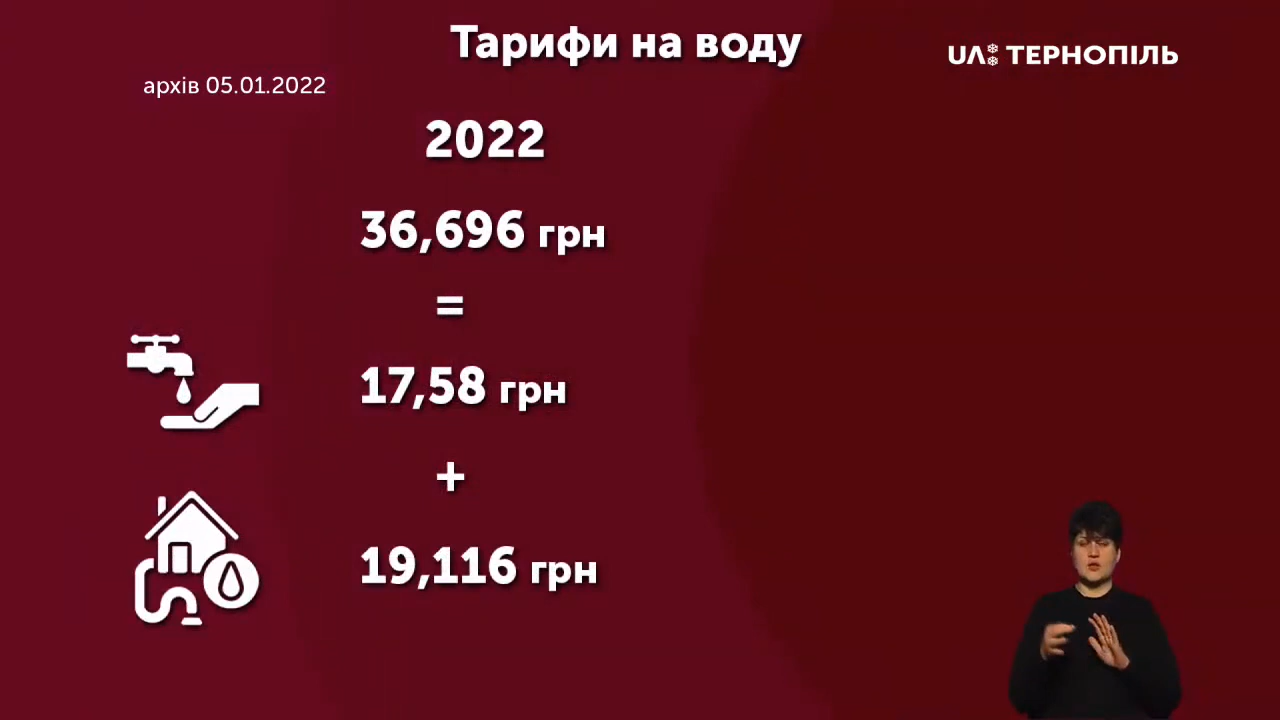 Тарифи на воду
UA: ТЕРНОПІЛЬ
архів 05.01.2022
2022
36,696 грн
=
17,58 грн
+
19,116 грн